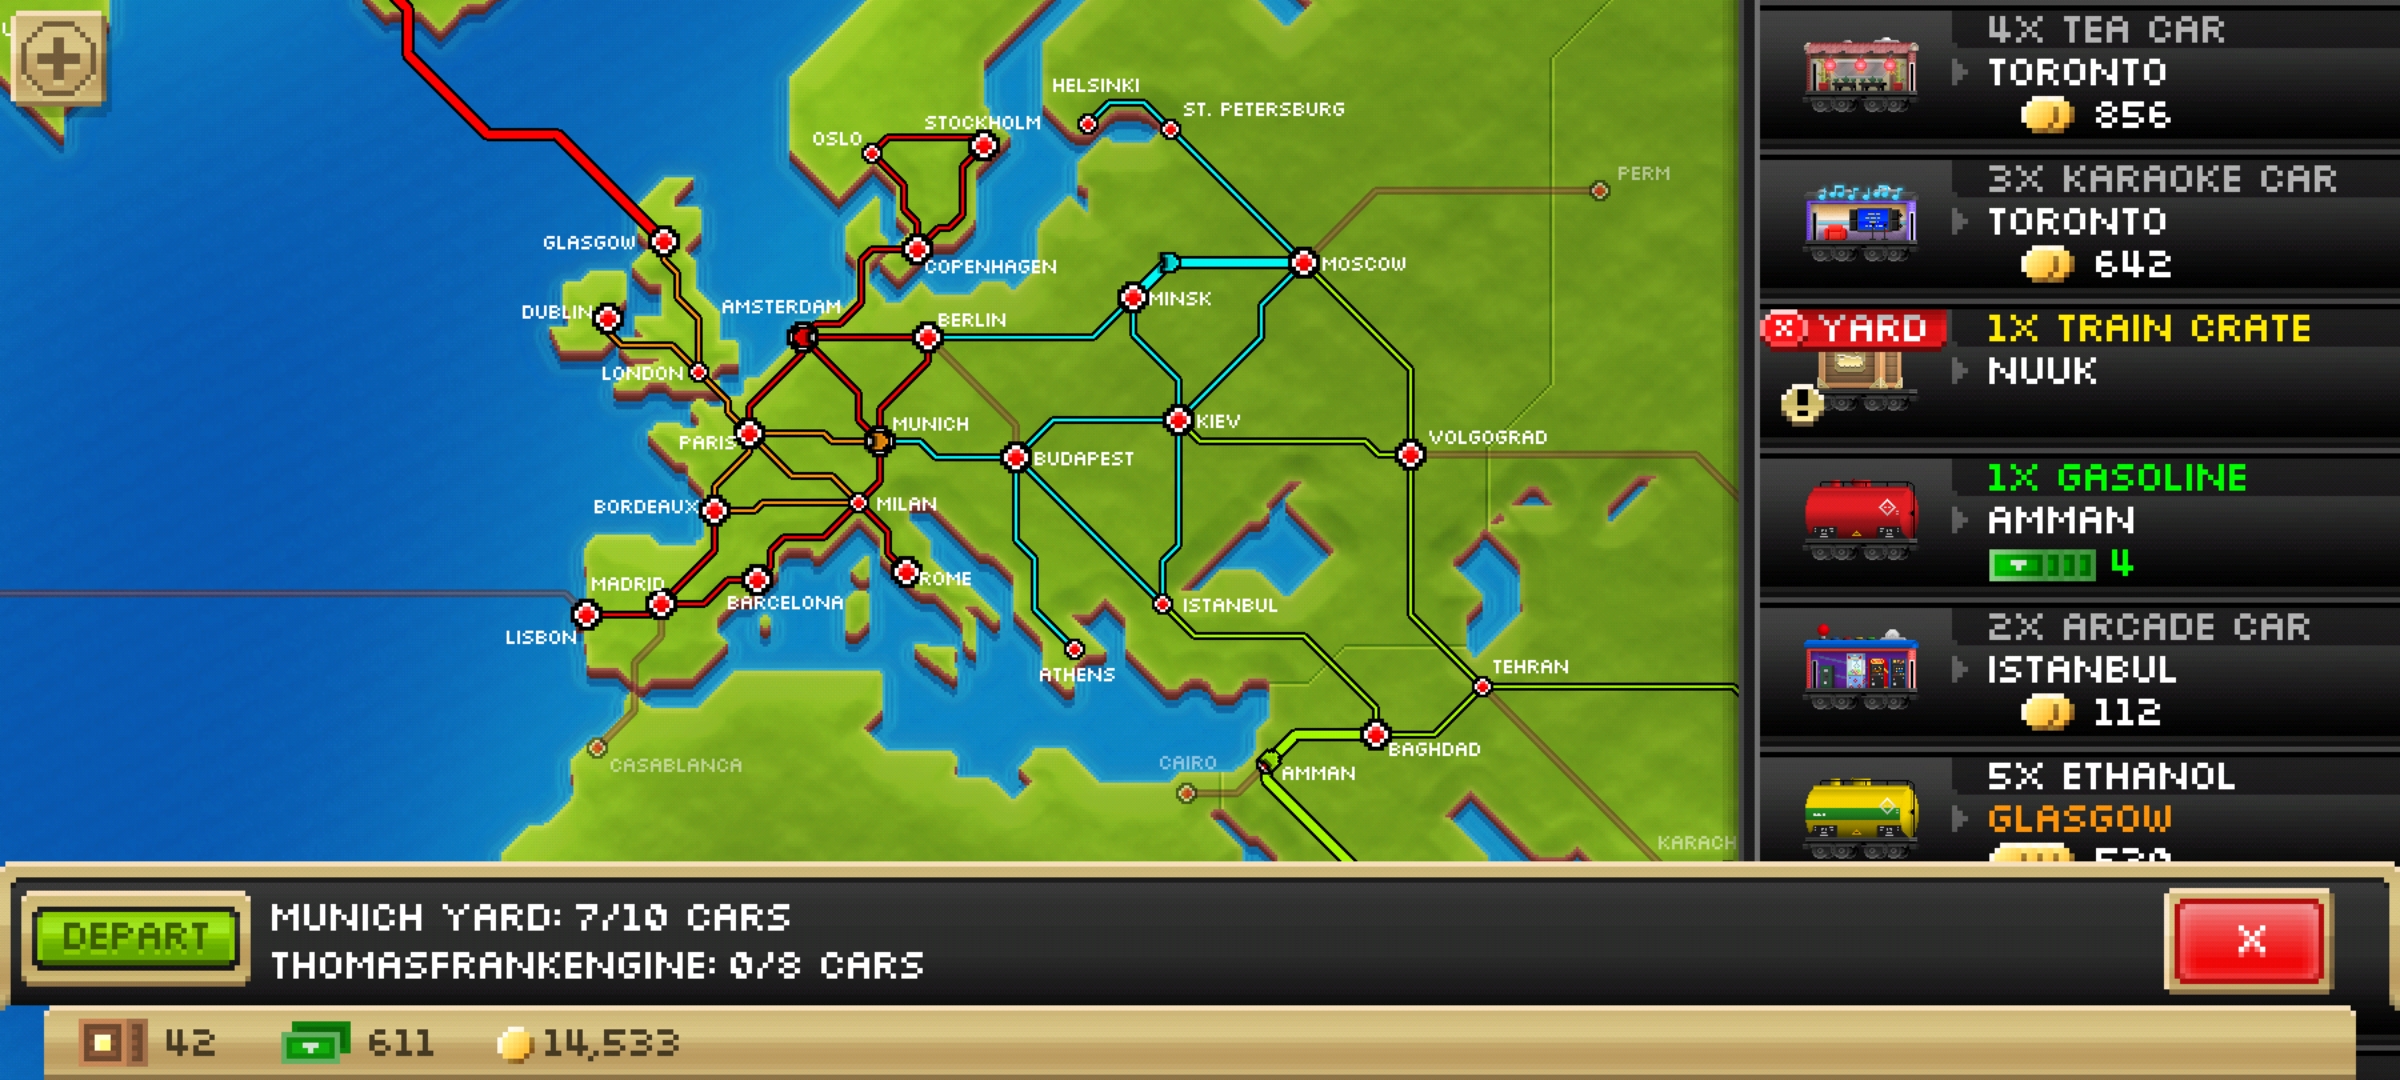 HELSINKI
ST. PETERSBURG
STOCKHOLM
OSLO
PERM
GLASGOW
COPENHAGEN
MOSCOW
MINSK
DUBLIN
AMSTERDAM
BERLIN
LONDON
MUNICH
KIEV
PARIS
BUDAPEST
VOLGOGRAD
BORDEAUX
MILAN
MADRID
ROME
BARCELONA
ISTANBUL
LISBON
ATHENS
TEHRAN
CASABLANCA
CAIRO
BAGHDAD
AMMAN
KARACH
4X TEA CAR
TORONTO
856
3X KARAOKE CAR
TORONTO
642
YARD
1X TRAIN CRATE
NUUK
1X GASOLINE
AMMAN
4
2X ARCADE CAR
ISTANBUL
112
5X ETHANOL
GLASGOW
DEPART
MUNICH YARD: 7/10 CARS
THOMASFRANKENGINE: 0/8 CARS
X
42
611
14,533